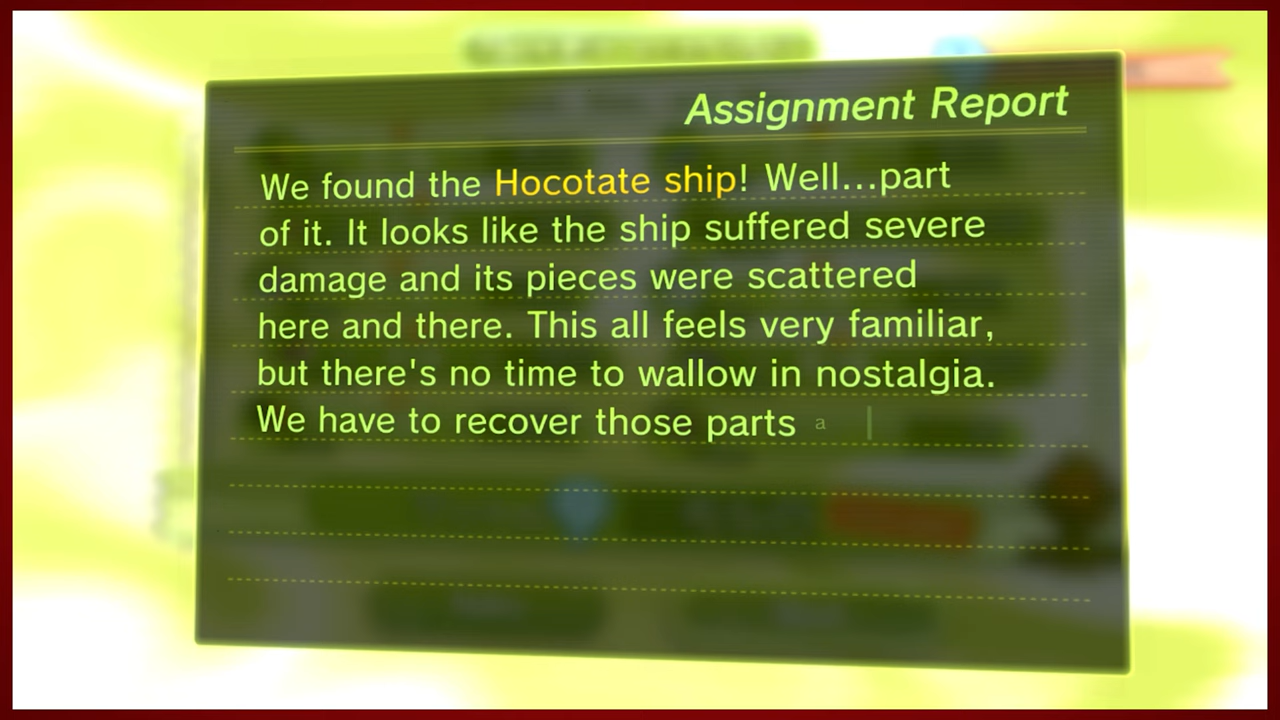 Assignment Report
We found the Hocotate ship! Well...part
of it. It looks like the ship suffered severe
damage and its pieces were scattered
here and there. This all feels very familiar,
but there's no time to wallow in nostalgia.
We have to recover those parts a